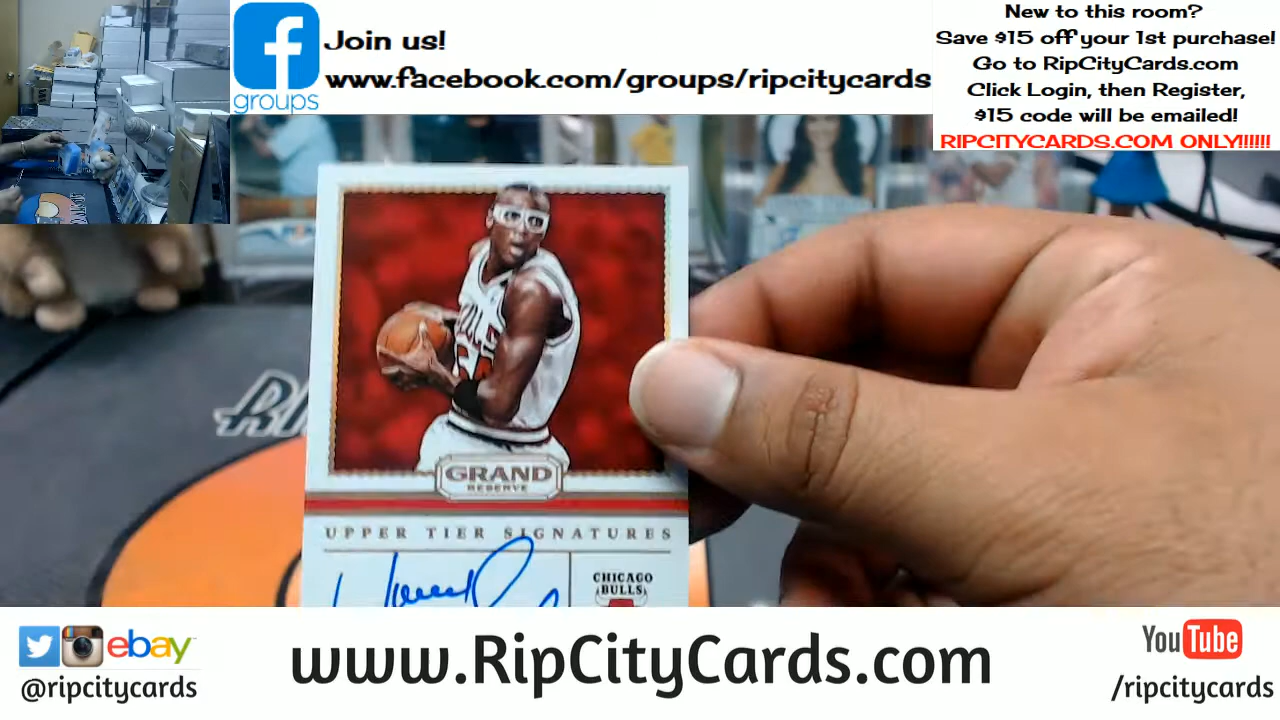 Join us!
www.facebook.com/groups/ripcitycards
groups
New to this room?
Save $15 off your 1st purchase!
Go to RipCityCards.com
Click Login, then Register,
$15 code will be emailed!
RIPCITYCARDS.COM ONLY!!!!!!
GRAND
RESERVE
UPPER TIER SIGNATURES
CHICAGO
BULLS
ebay
@ripcitycards
www.RipCityCards.com
YouTube
/ripcitycards